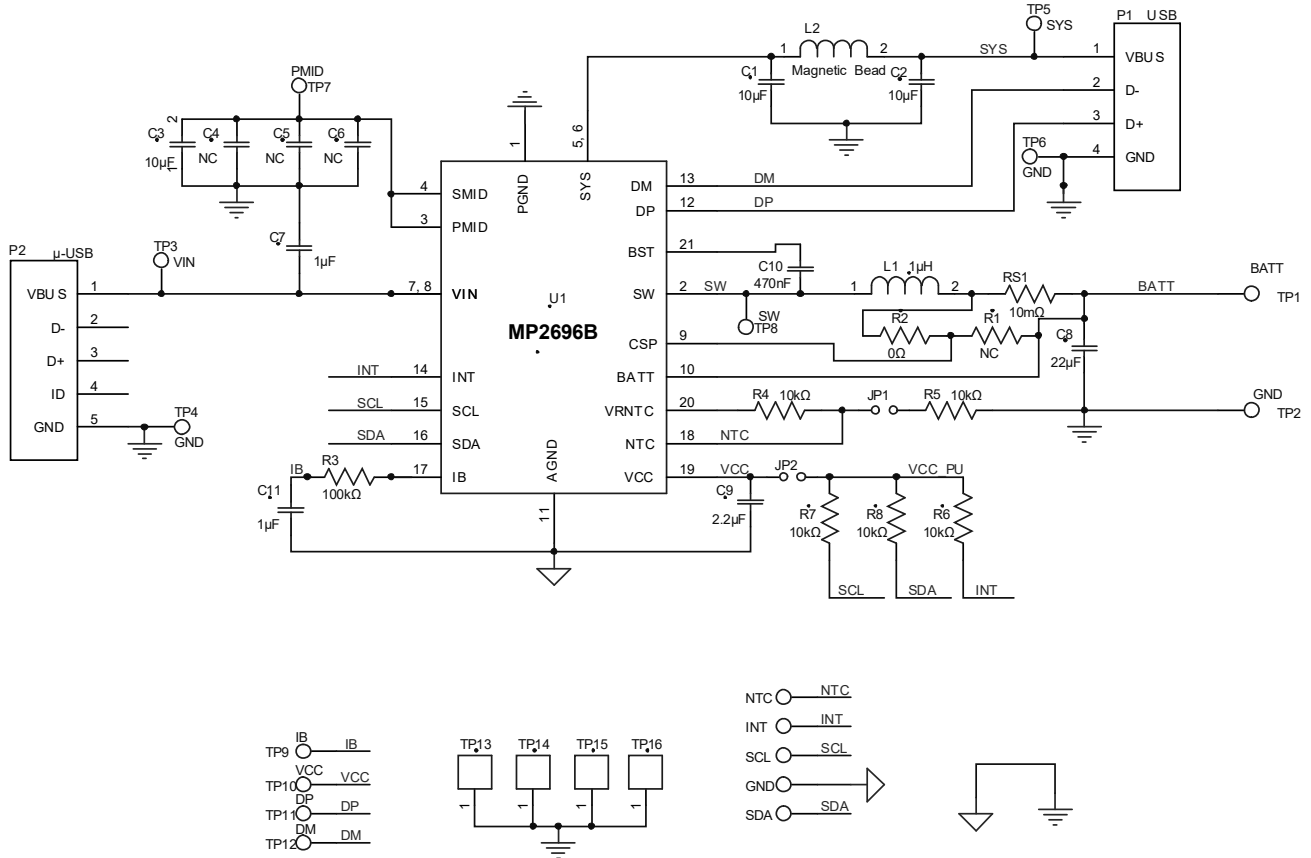 TP5
SYS
P1 USB
L2
1 2
SYS
1 VBUS
C1
10µF
Magnetic Bead
C2
10µF
2 D-
3 D+
TP6
GND
4 GND
PMID
TP7
C3 2
10µF 1
C4
NC
C5
NC
C6
NC
1
5, 6
PGND
SYS
4 SMID
3 PMID
DM 13 DM
DP 12 DP
C7
1µF
BST 21
C10
470nF
P2 µ-USB
TP3
VIN
VBUS 1
7, 8 VIN
U1
MP2696B
SW 2 SW
SW
TP8
1 L1 1µH 2
RS1
10mΩ
BATT
BATT
TP1
D- 2
D+ 3
ID 4
GND 5
TP4
GND
CSP 9
R2
0Ω
R1
NC
C8
22µF
INT 14 INT
SCL 15 SCL
SDA 16 SDA
IB R3
100kΩ
17 IB
C11
1µF
AGND
11
BATT 10
VRNTC 20
R4 10kΩ
JP1
R5 10kΩ
GND
TP2
NTC 18 NTC
VCC 19 VCC
JP2
VCC_PU
C9
2.2µF
R7
10kΩ
R8
10kΩ
R6
10kΩ
SCL SDA INT
NTC NTC
INT INT
SCL SCL
GND
SDA SDA
TP9 IB IB
TP10 VCC VCC
TP11 DP DP
TP12 DM DM
TP13 TP14 TP15 TP16
1 1 1 1